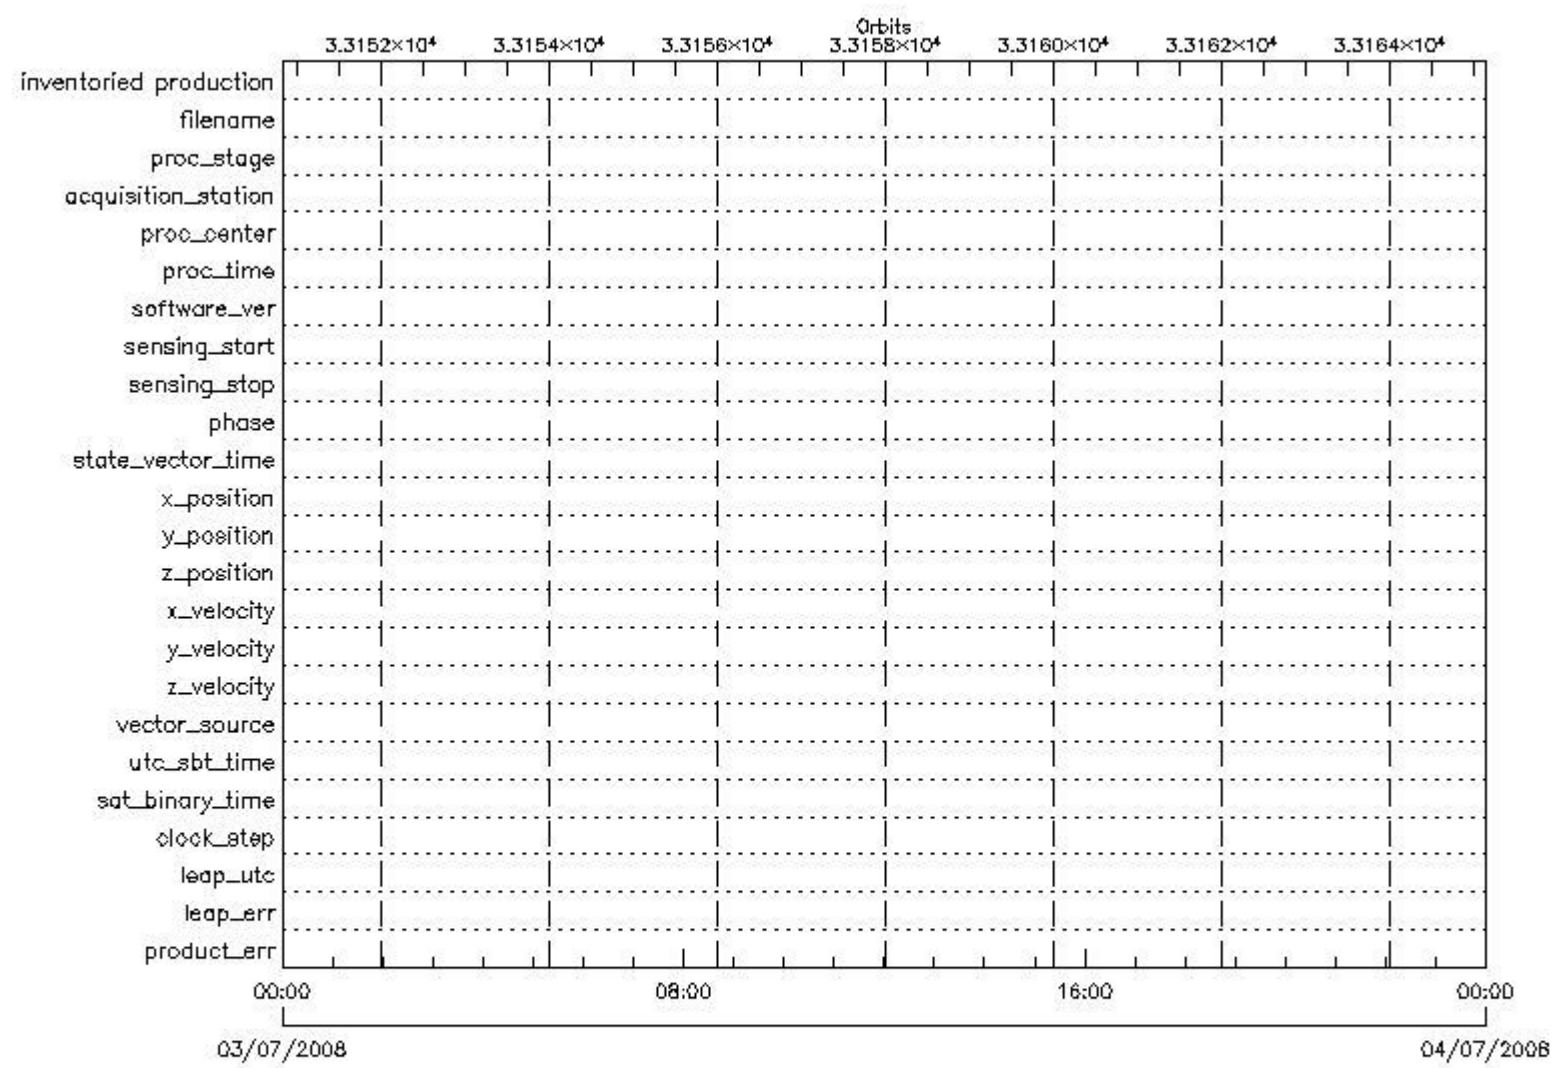 Orbits
3.3152×10⁴ 3.3154×10⁴ 3.3156×10⁴ 3.3158×10⁴ 3.3160×10⁴ 3.3162×10⁴ 3.3164×10⁴
inventoried production
filename
proc_stage
acquisition_station
proc_center
proc_time
software_ver
sensing_start
sensing_stop
phase
state_vector_time
x_position
y_position
z_position
x_velocity
y_velocity
z_velocity
vector_source
utc_sbt_time
sat_binary_time
clock_step
leap_utc
leap_err
product_err
00:00 08:00 16:00 00:00
03/07/2008 04/07/2008